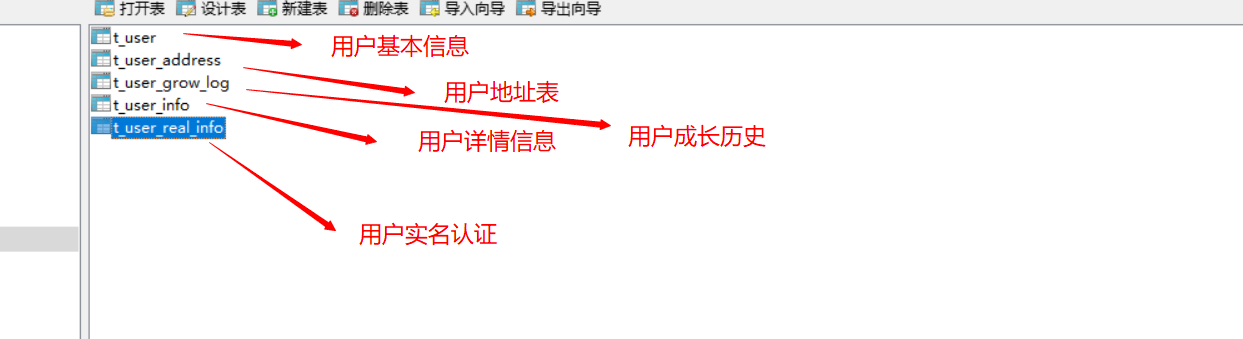 打开表 设计表 新建表 删除表 导入向导 导出向导
t_user
用户基本信息
t_user_address
用户地址表
t_user_grow_log
用户成长历史
t_user_info
用户详情信息
t_user_real_info
用户实名认证